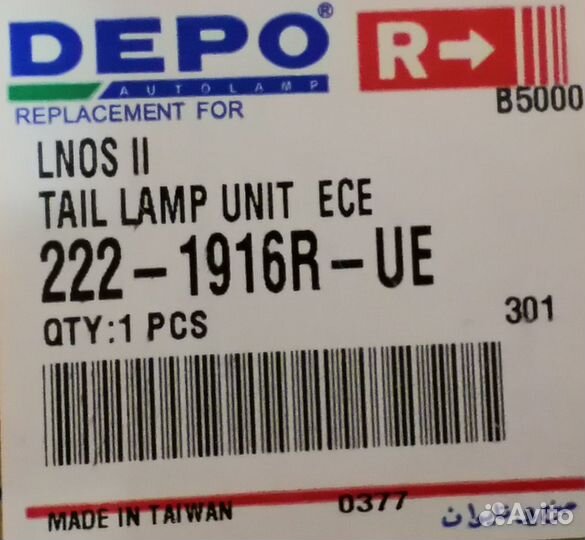 DEPO®
AUTOLAMP
R→
B5000
REPLACEMENT FOR
LNOS II
TAIL LAMP UNIT ECE
222-1916R-UE
QTY:1 PCS
301
MADE IN TAIWAN
0377
Avito